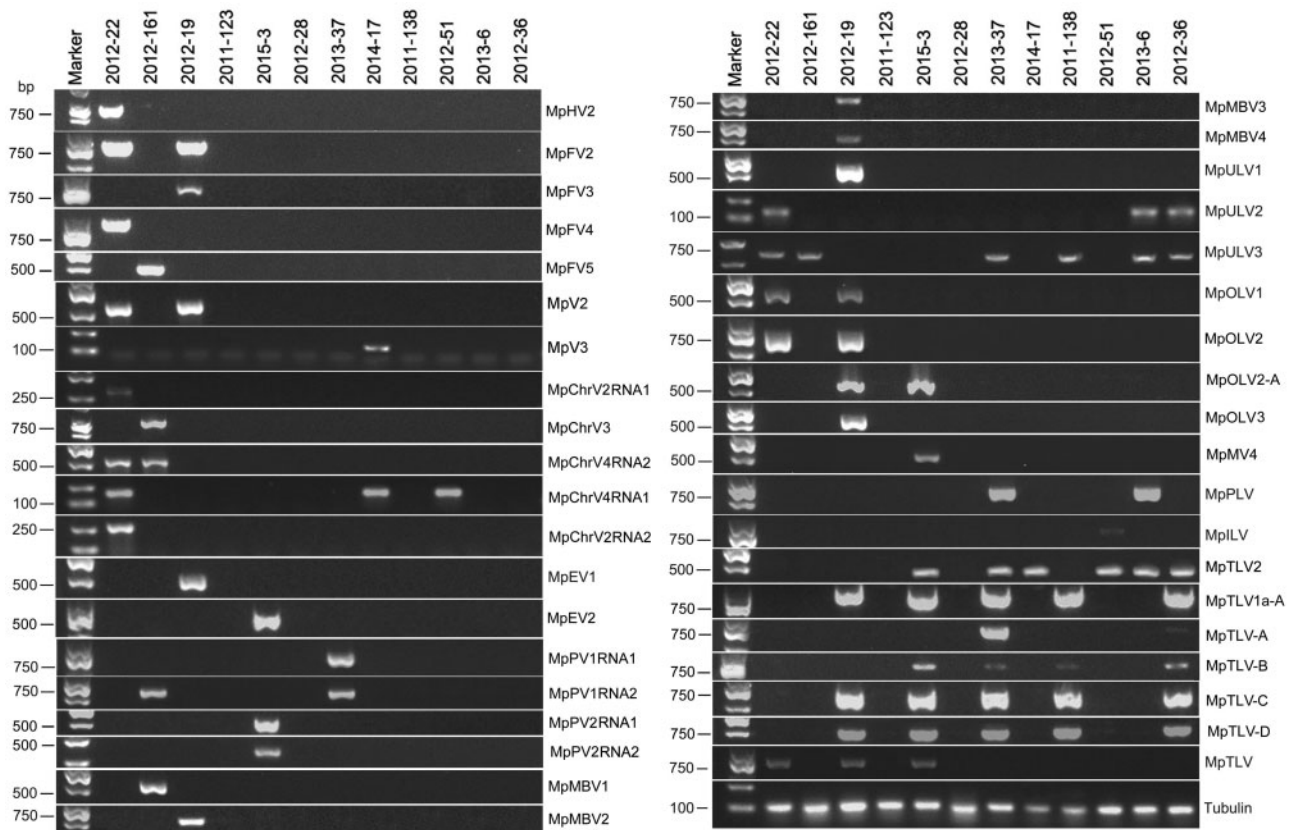 Marker 2012-22 2012-161 2012-19 2011-123 2015-3 2012-28 2013-37 2014-17 2011-138 2012-51 2013-6 2012-36
bp
750 MpHV2
750 MpFV2
750 MpFV3
750 MpFV4
500 MpFV5
500 MpV2
100 MpV3
250 MpChrV2RNA1
750 MpChrV3
500 MpChrV4RNA2
100 MpChrV4RNA1
250 MpChrV2RNA2
500 MpEV1
500 MpEV2
750 MpPV1RNA1
750 MpPV1RNA2
500 MpPV2RNA1
500 MpPV2RNA2
500 MpMBV1
750 MpMBV2
Marker 2012-22 2012-161 2012-19 2011-123 2015-3 2012-28 2013-37 2014-17 2011-138 2012-51 2013-6 2012-36
750 MpMBV3
750 MpMBV4
500 MpULV1
100 MpULV2
750 MpULV3
500 MpOLV1
750 MpOLV2
500 MpOLV2-A
500 MpOLV3
500 MpMV4
750 MpPLV
750 MpILV
500 MpTLV2
750 MpTLV1a-A
750 MpTLV-A
750 MpTLV-B
750 MpTLV-C
750 MpTLV-D
750 MpTLV
100 Tubulin